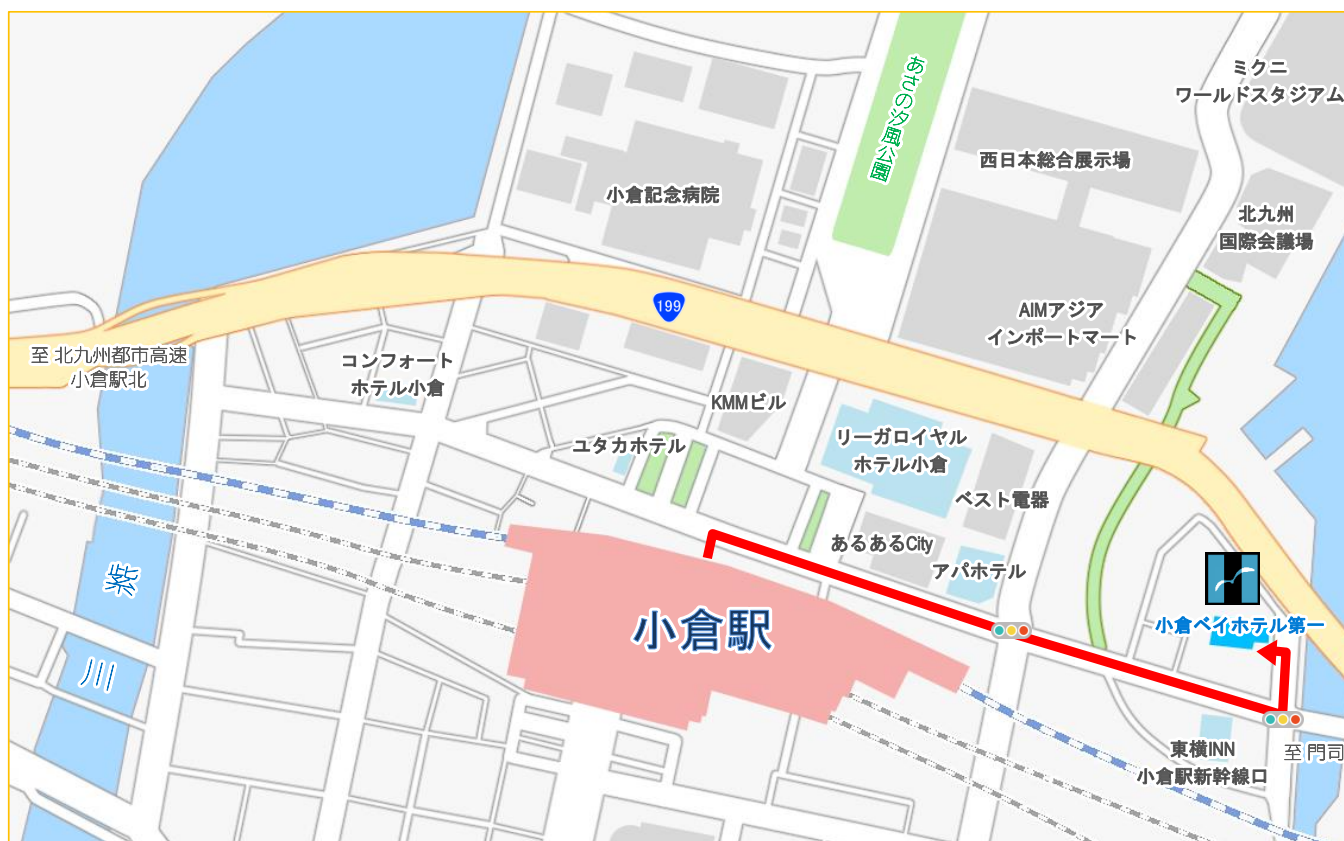 ミクニ
ワールドスタジアム
あさの汐風公園
西日本総合展示場
小倉記念病院
北九州
国際会議場
199
AIMアジア
インポートマート
至 北九州都市高速
小倉駅北
コンフォート
ホテル小倉
KMMビル
ユタカホテル
リーガロイヤル
ホテル小倉
ベスト電器
あるあるCity
アパホテル
紫川
小倉駅
小倉ベイホテル第一
東横INN
小倉駅新幹線口
至 門司